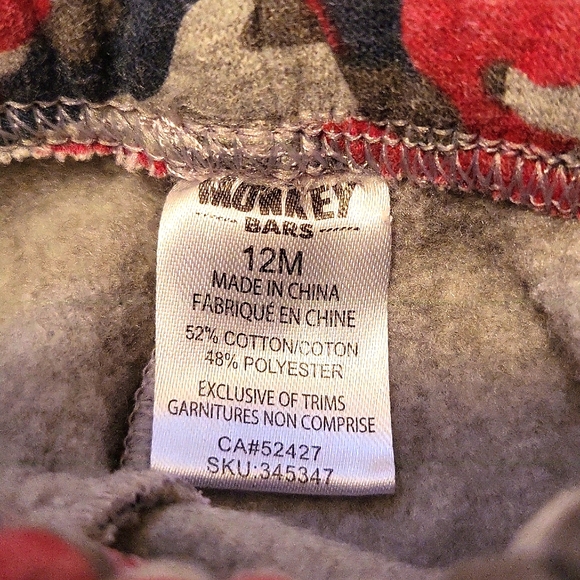 MONKEY
BARS
12M
MADE IN CHINA
FABRIQUÉ EN CHINE
52% COTTON/COTON
48% POLYESTER
EXCLUSIVE OF TRIMS
GARNITURES NON COMPRISE
CA#52427
SKU:345347